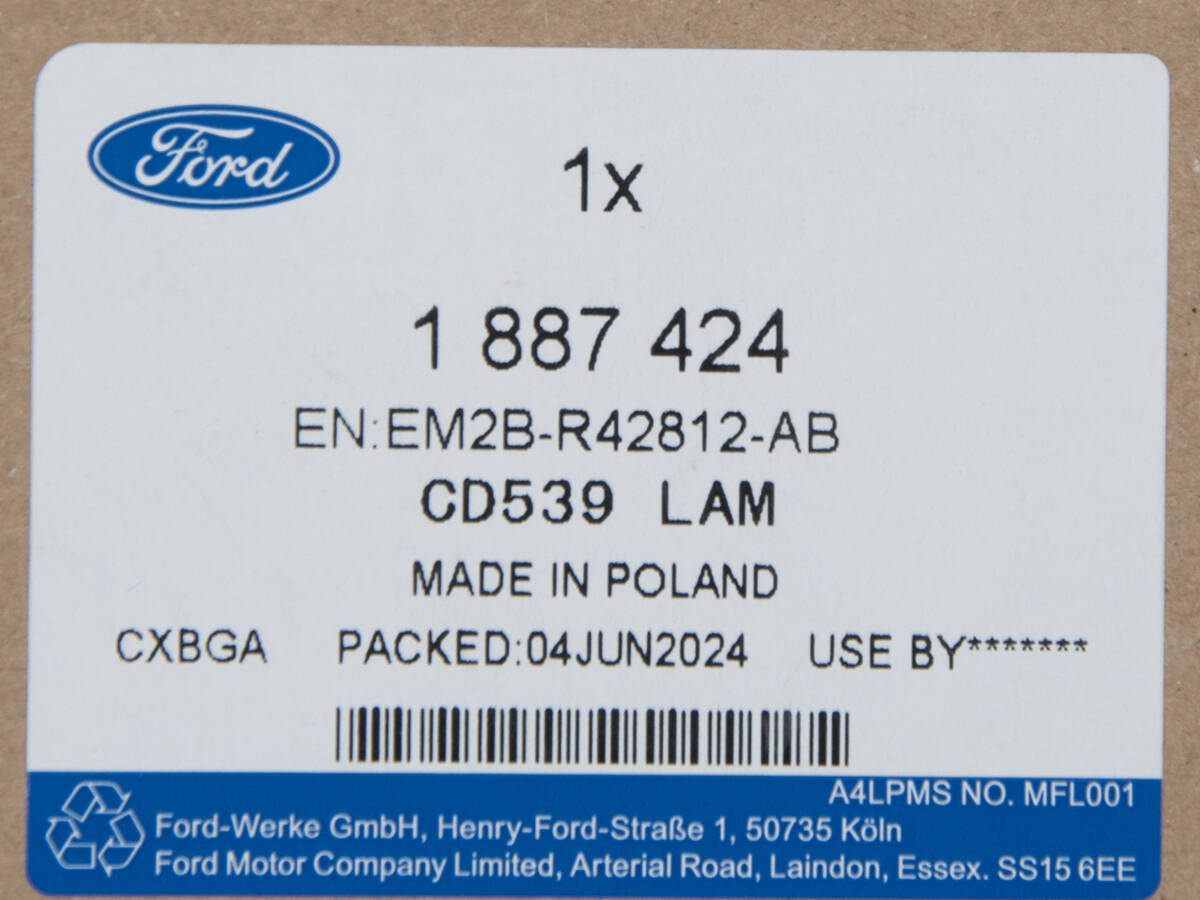 Ford
1x
1 887 424
EN:EM2B-R42812-AB
CD539 LAM
MADE IN POLAND
CXBGA PACKED:04JUN2024 USE BY*******
A4LPMS NO. MFL001
Ford-Werke GmbH, Henry-Ford-Straße 1, 50735 Köln
Ford Motor Company Limited, Arterial Road, Laindon, Essex. SS15 6EE